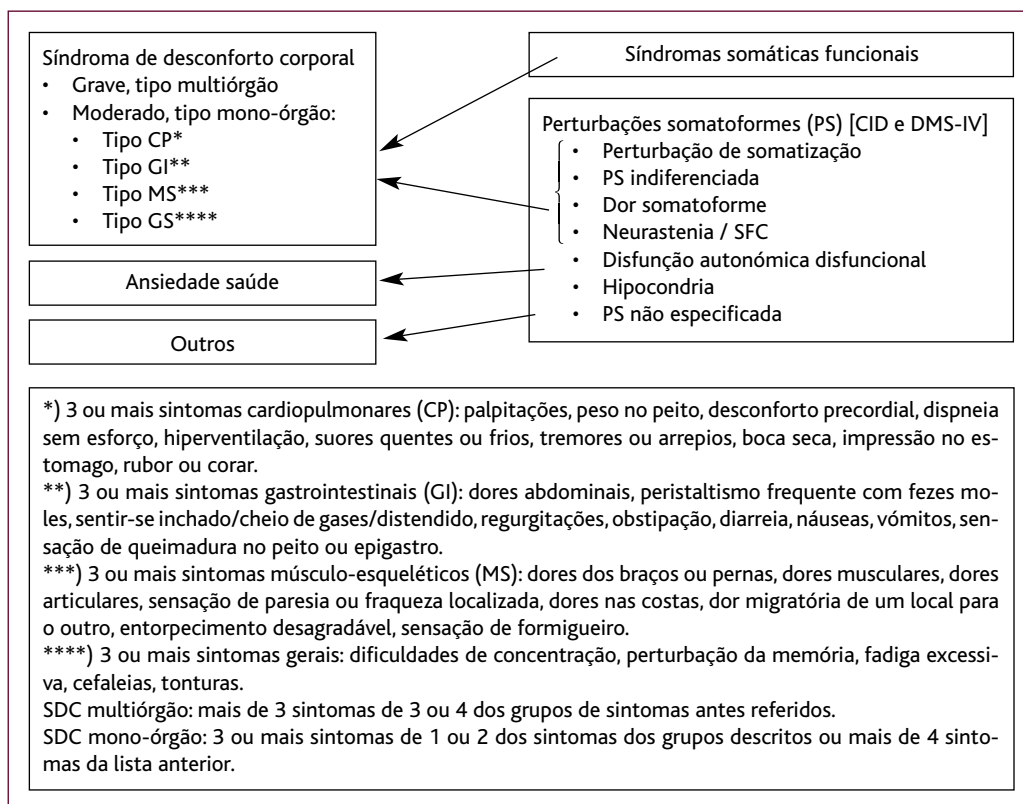 Síndroma de desconforto corporal
• Grave, tipo multiórgão
• Moderado, tipo mono-órgão:
• Tipo CP*
• Tipo GI**
• Tipo MS***
• Tipo GS****
Ansiedade saúde
Outros
Síndromas somáticas funcionais
Perturbações somatoformes (PS) [CID e DMS-IV]
• Perturbação de somatização
• PS indiferenciada
• Dor somatoforme
• Neurastenia / SFC
• Disfunção autonómica disfuncional
• Hipocondria
• PS não especificada
*) 3 ou mais sintomas cardiopulmonares (CP): palpitações, peso no peito, desconforto precordial, dispneia
sem esforço, hiperventilação, suores quentes ou frios, tremores ou arrepios, boca seca, impressão no es-
tomago, rubor ou corar.
**) 3 ou mais sintomas gastrointestinais (GI): dores abdominais, peristaltismo frequente com fezes mo-
les, sentir-se inchado/cheio de gases/distendido, regurgitações, obstipação, diarreia, náuseas, vómitos, sen-
sação de queimadura no peito ou epigastro.
***) 3 ou mais sintomas músculo-esqueléticos (MS): dores dos braços ou pernas, dores musculares, dores
articulares, sensação de paresia ou fraqueza localizada, dores nas costas, dor migratória de um local para
o outro, entorpecimento desagradável, sensação de formigueiro.
****) 3 ou mais sintomas gerais: dificuldades de concentração, perturbação da memória, fadiga excessi-
va, cefaleias, tonturas.
SDC multiórgão: mais de 3 sintomas de 3 ou 4 dos grupos de sintomas antes referidos.
SDC mono-órgão: 3 ou mais sintomas de 1 ou 2 dos sintomas dos grupos descritos ou mais de 4 sinto-
mas da lista anterior.